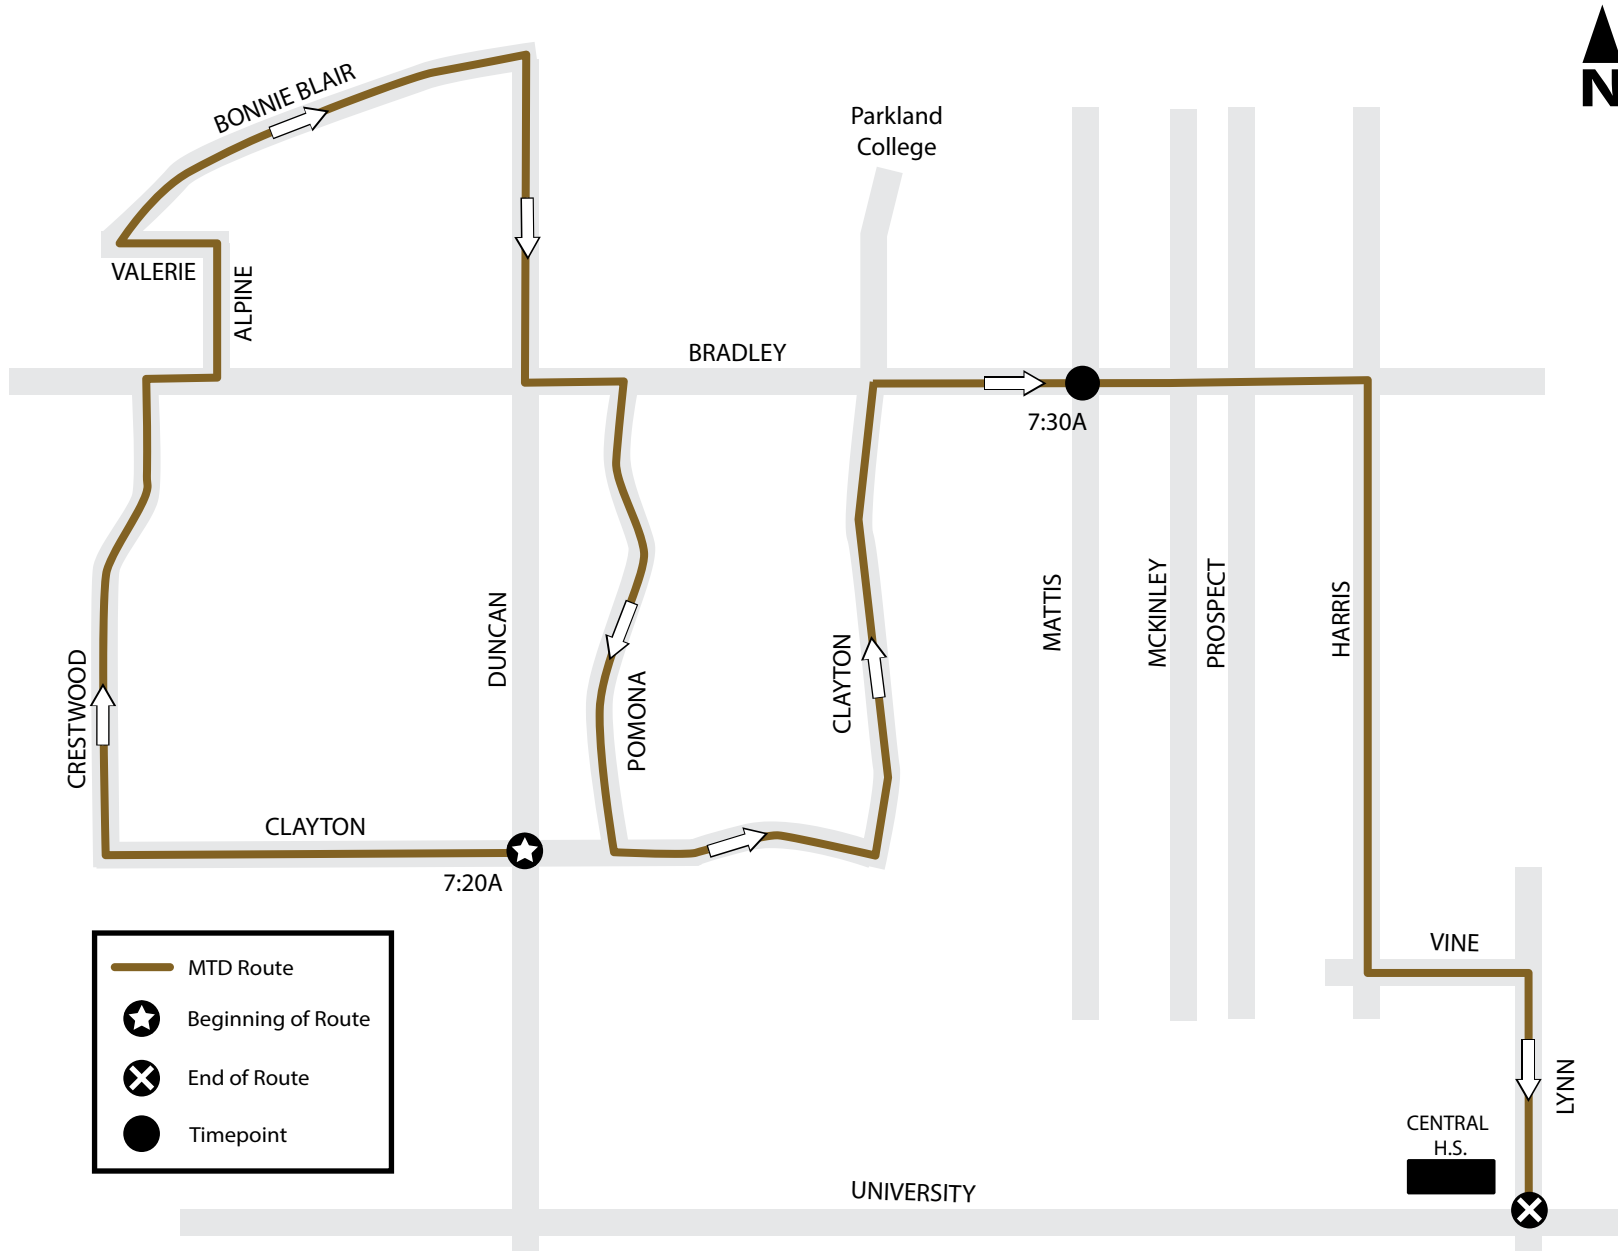 N
BONNIE BLAIR
Parkland
College
VALERIE
ALPINE
BRADLEY
7:30A
MATTIS
MCKINLEY
PROSPECT
HARRIS
DUNCAN
CRESTWOOD
POMONA
CLAYTON
CLAYTON
7:20A
VINE
LYNN
MTD Route
Beginning of Route
End of Route
Timepoint
CENTRAL
H.S.
UNIVERSITY